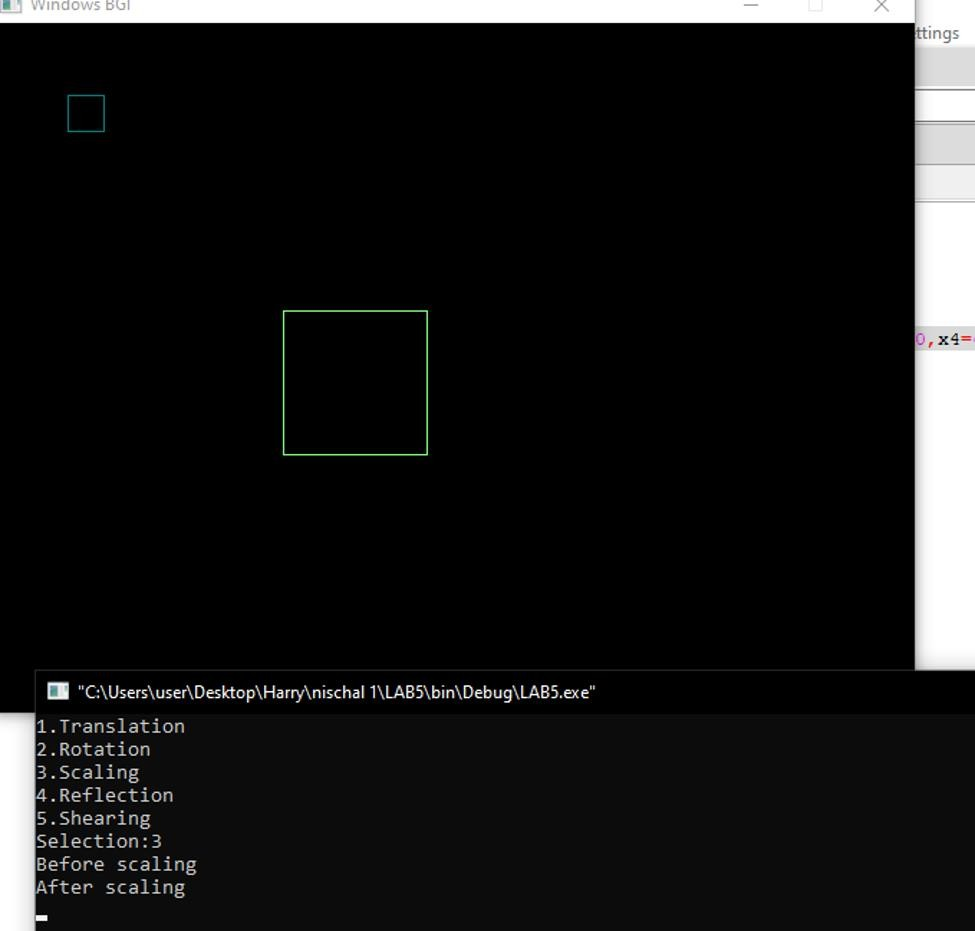 Windows BGI
ttings
0,x4=
"C:\Users\user\Desktop\Harry\nischal 1\LAB5\bin\Debug\LAB5.exe"
1.Translation
2.Rotation
3.Scaling
4.Reflection
5.Shearing
Selection:3
Before scaling
After scaling